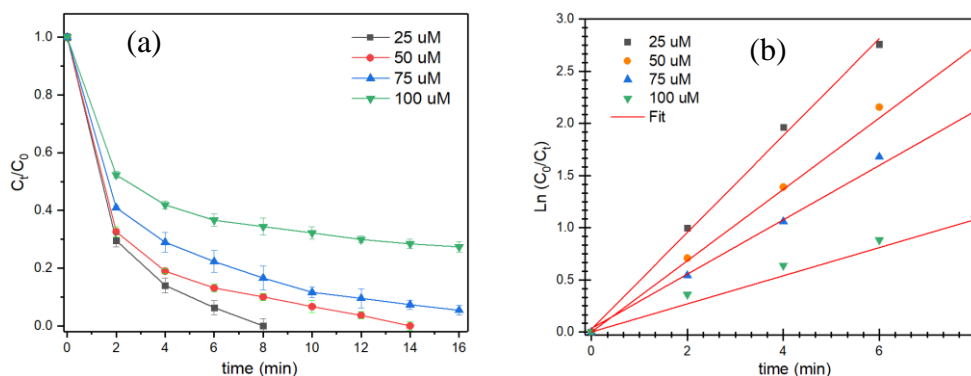 (a)
25 uM
50 uM
75 uM
100 uM
1.0
0.8
0.6
0.4
0.2
0.0
Cₜ/C₀
0 2 4 6 8 10 12 14 16
time (min)
(b)
25 uM
50 uM
75 uM
100 uM
Fit
3.0
2.5
2.0
1.5
1.0
0.5
0.0
Ln (C₀/Cₜ)
0 2 4 6
time (min)